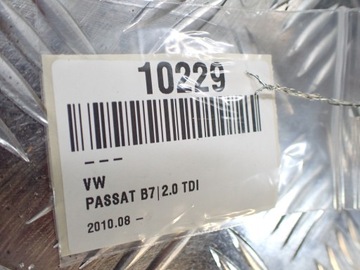 10229
---
VW
PASSAT B7|2.0 TDI
2010.08 -